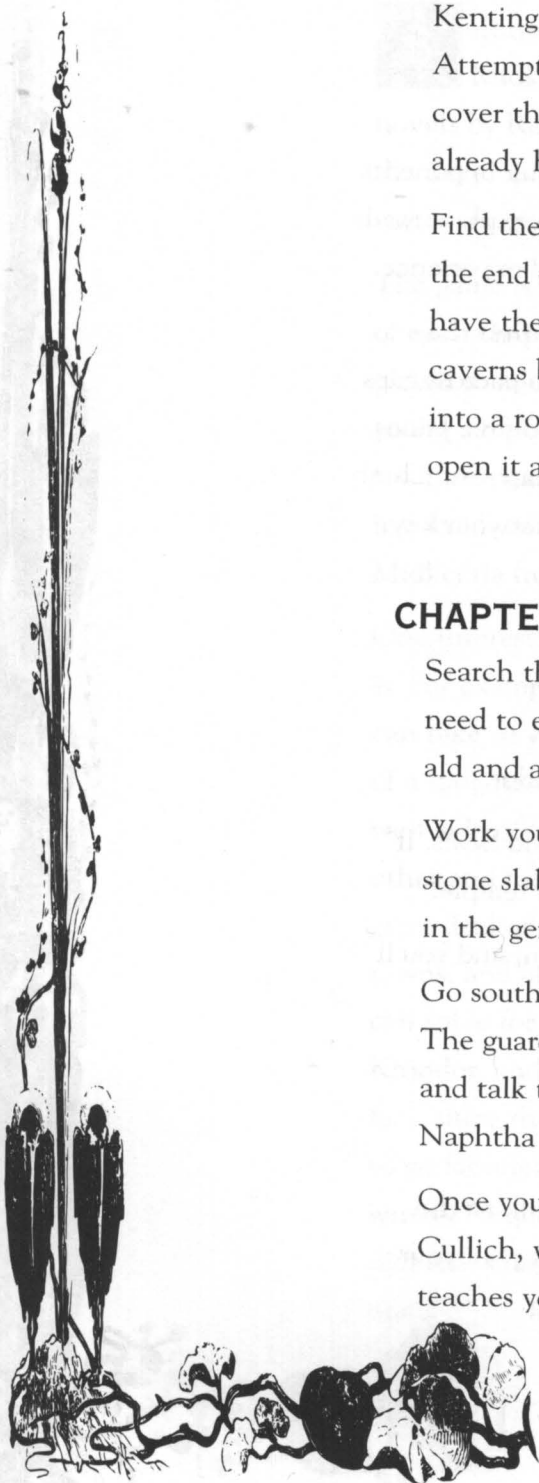 Kenting
Attempt
cover th
already h
Find the
the end
have the
caverns b
into a ro
open it a
CHAPTE
Search th
need to e
ald and a
Work you
stone slab
in the ge
Go south
The guar
and talk t
Naphtha
Once you
Cullich, w
teaches yo